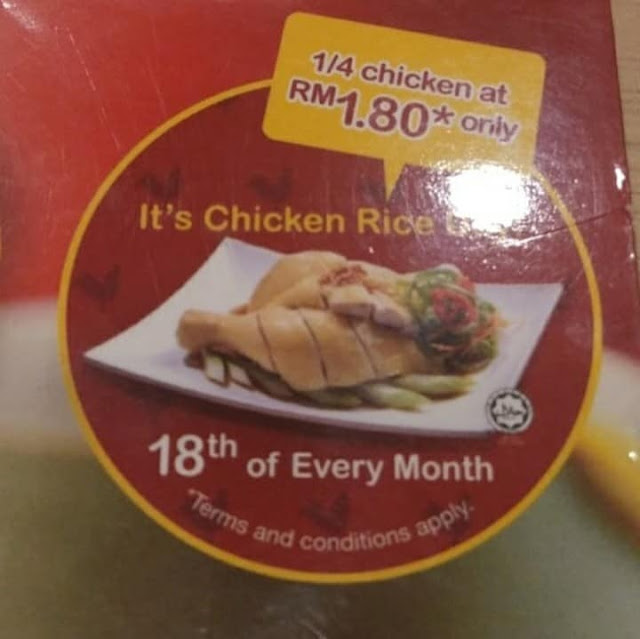 1/4 chicken at
RM1.80* only
It's Chicken Rice
18th of Every Month
*Terms and conditions apply.